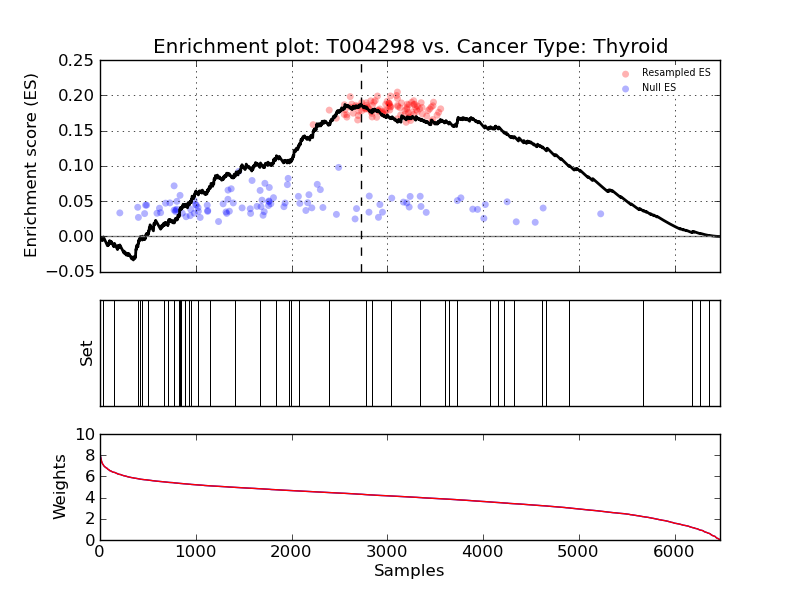 Enrichment plot: T004298 vs. Cancer Type: Thyroid
Enrichment score (ES)
0.25
0.20
0.15
0.10
0.05
0.00
−0.05
Resampled ES
Null ES
Set
Weights
10
8
6
4
2
0
0 1000 2000 3000 4000 5000 6000
Samples